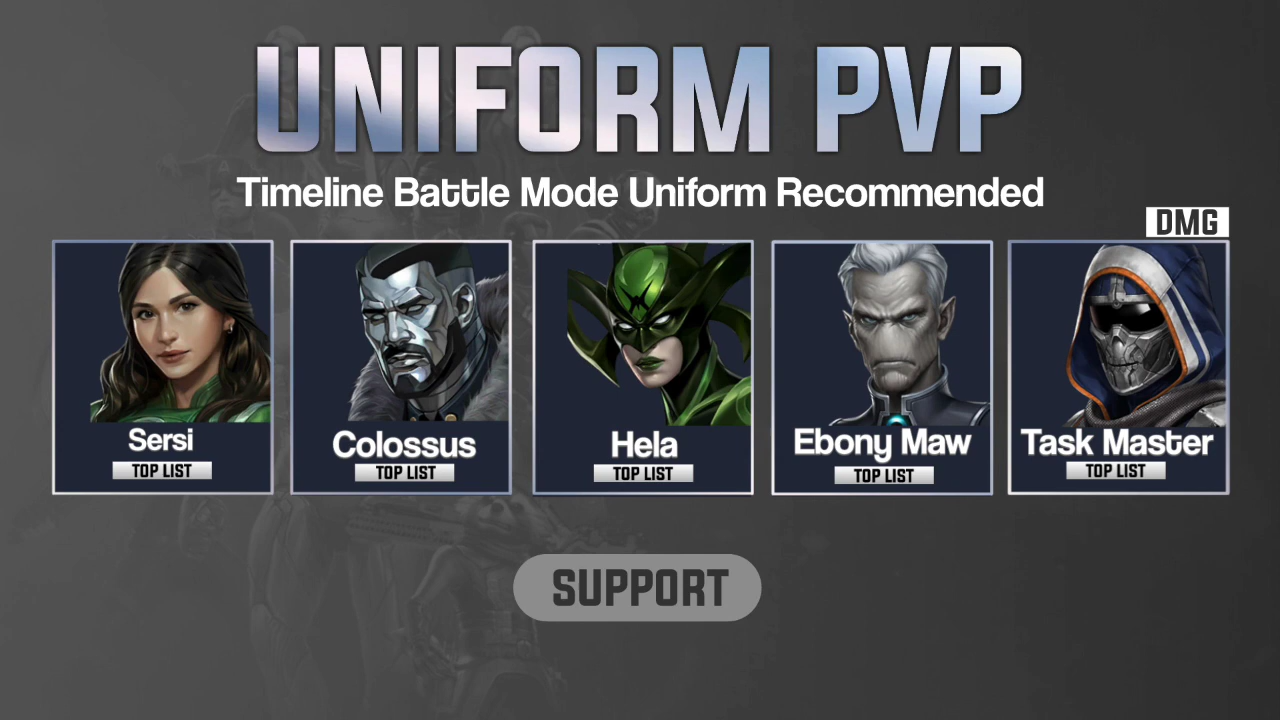 UNIFORM PVP
Timeline Battle Mode Uniform Recommended
DMG
Sersi
TOP LIST
Colossus
TOP LIST
Hela
TOP LIST
Ebony Maw
TOP LIST
Task Master
TOP LIST
SUPPORT